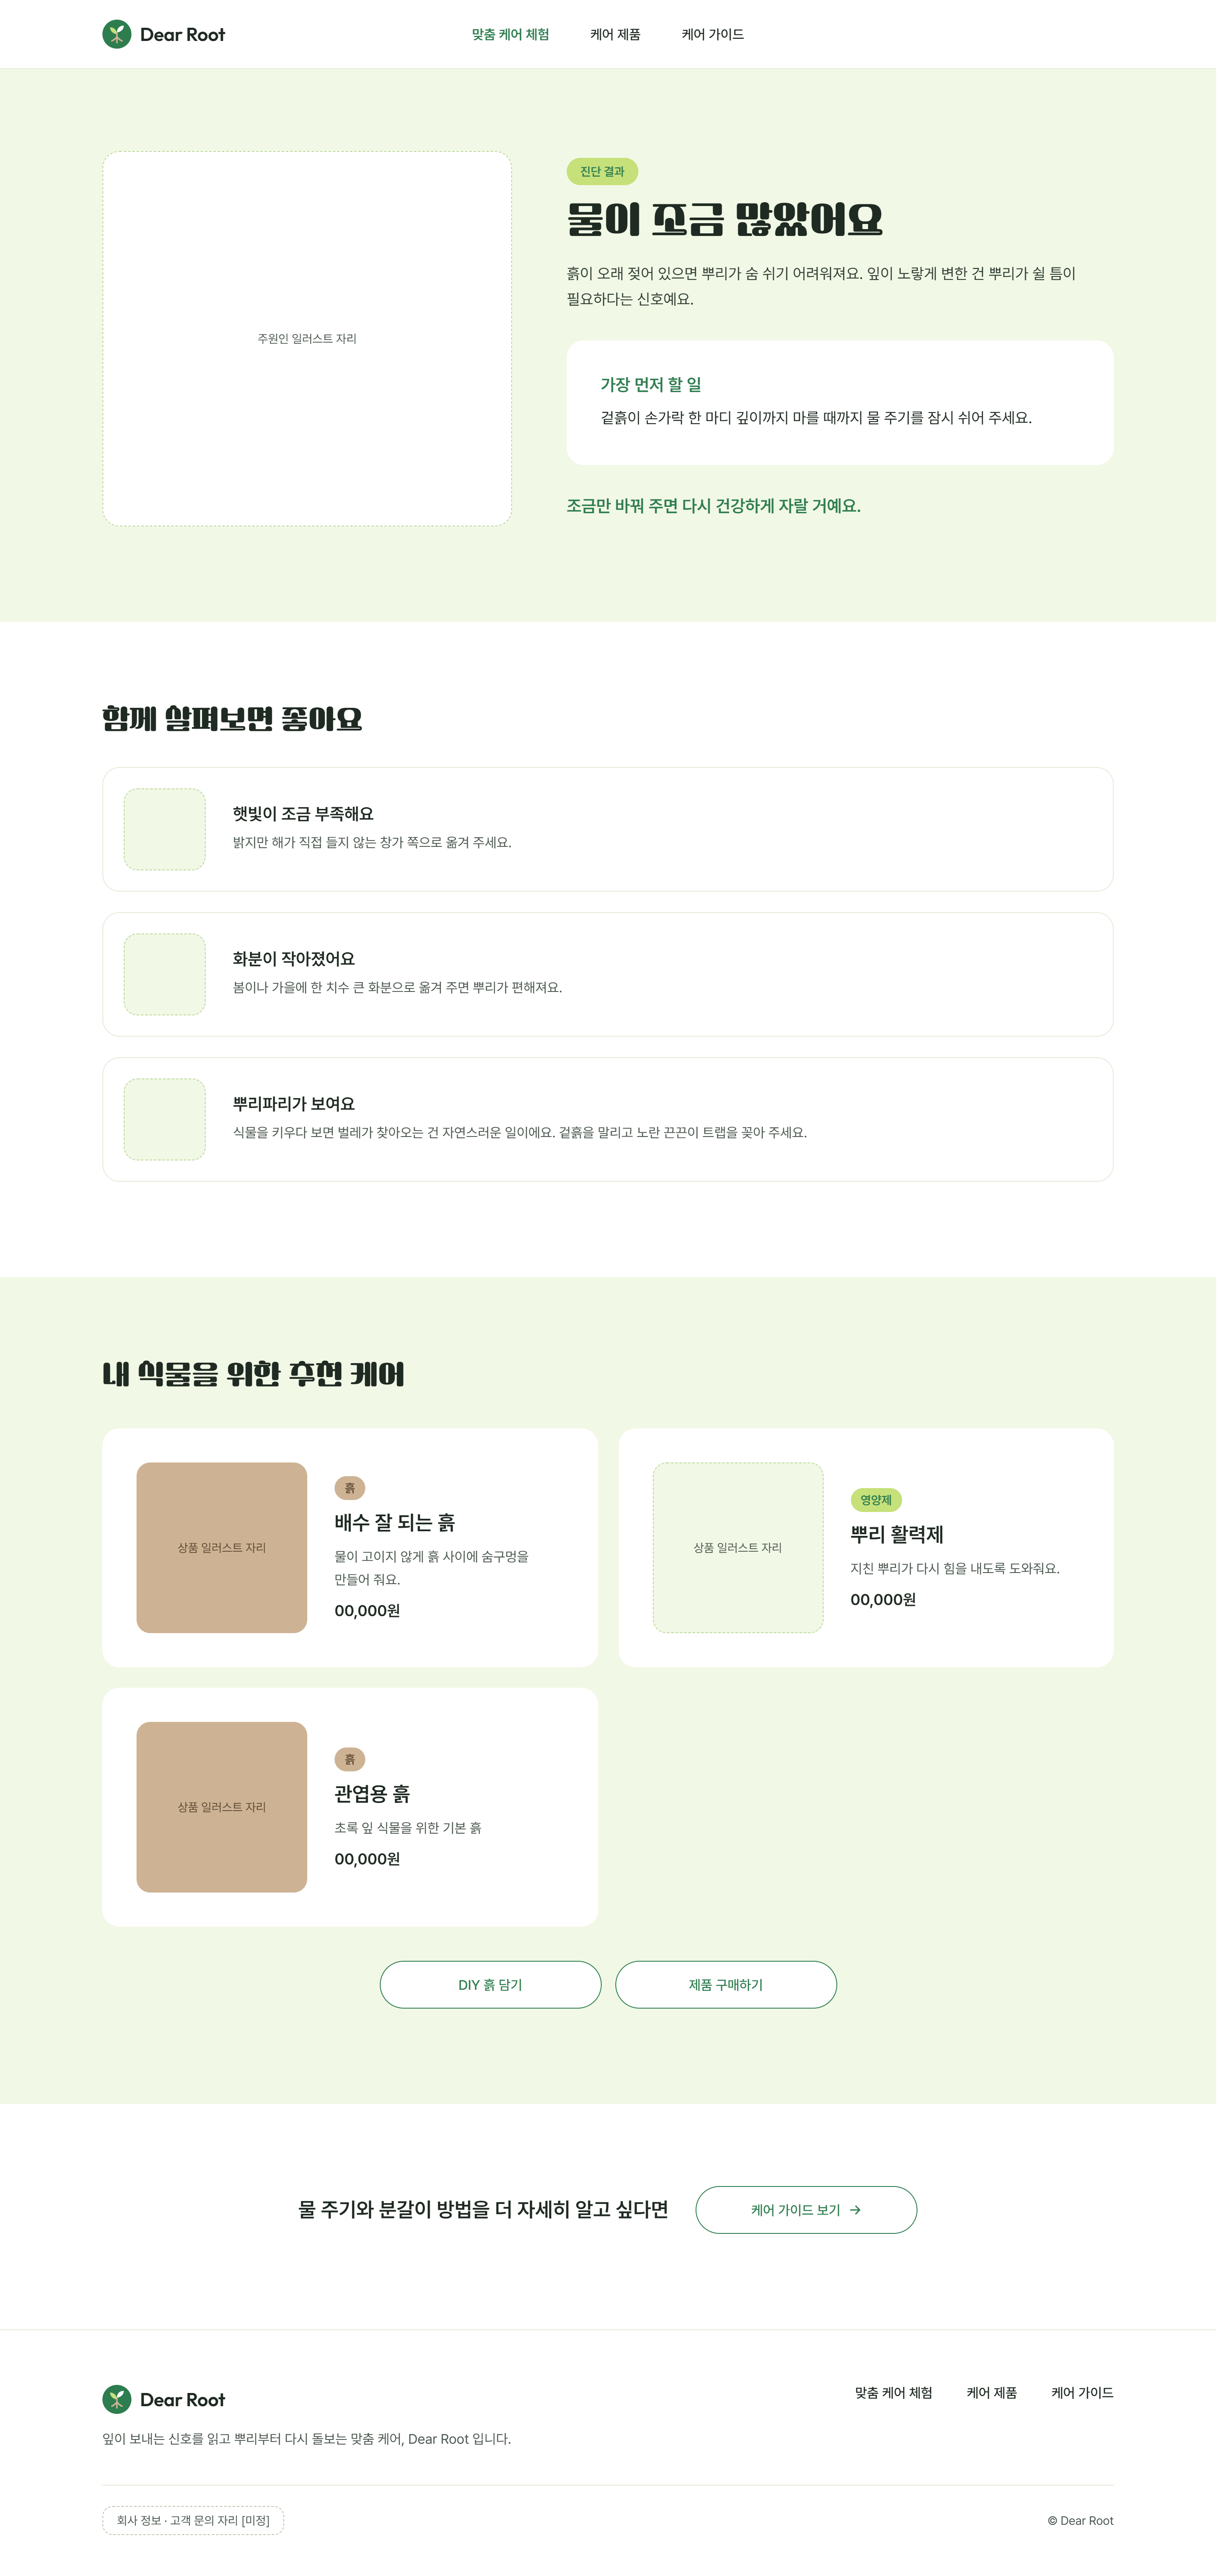 Dear Root
맞춤 케어 체험
케어 제품
케어 가이드
주원인 일러스트 자리
진단 결과
물이 조금 많았어요
흙이 오래 젖어 있으면 뿌리가 숨 쉬기 어려워져요. 잎이 노랗게 변한 건 뿌리가 쉴 틈이
필요하다는 신호예요.
가장 먼저 할 일
겉흙이 손가락 한 마디 깊이까지 마를 때까지 물 주기를 잠시 쉬어 주세요.
조금만 바꿔 주면 다시 건강하게 자랄 거예요.
함께 살펴보면 좋아요
햇빛이 조금 부족해요
밝지만 해가 직접 들지 않는 창가 쪽으로 옮겨 주세요.
화분이 작아졌어요
봄이나 가을에 한 치수 큰 화분으로 옮겨 주면 뿌리가 편해져요.
뿌리파리가 보여요
식물을 키우다 보면 벌레가 찾아오는 건 자연스러운 일이에요. 겉흙을 말리고 노란 끈끈이 트랩을 꽂아 주세요.
내 식물을 위한 추천 케어
상품 일러스트 자리
흙
배수 잘 되는 흙
물이 고이지 않게 흙 사이에 숨구멍을
만들어 줘요.
00,000원
상품 일러스트 자리
영양제
뿌리 활력제
지친 뿌리가 다시 힘을 내도록 도와줘요.
00,000원
상품 일러스트 자리
흙
관엽용 흙
초록 잎 식물을 위한 기본 흙
00,000원
DIY 흙 담기
제품 구매하기
물 주기와 분갈이 방법을 더 자세히 알고 싶다면
케어 가이드 보기 →
Dear Root
맞춤 케어 체험
케어 제품
케어 가이드
잎이 보내는 신호를 읽고 뿌리부터 다시 돌보는 맞춤 케어, Dear Root 입니다.
회사 정보 · 고객 문의 자리 [미정]
© Dear Root